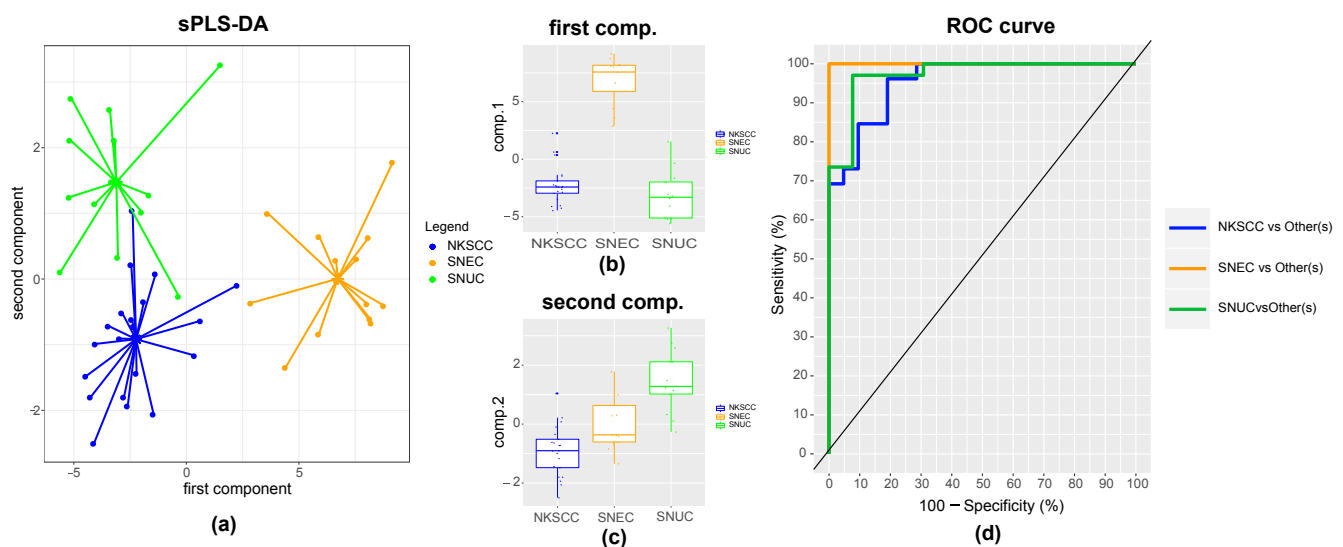 sPLS-DA
second component
2
0
−2
−5
0
5
first component
Legend
NKSCC
SNEC
SNUC
(a)
first comp.
comp.1
5
0
−5
NKSCC
SNEC
SNUC
NKSCC
SNEC
SNUC
(b)
second comp.
comp.2
2
0
−2
NKSCC
SNEC
SNUC
NKSCC
SNEC
SNUC
(c)
ROC curve
Sensitivity (%)
100
90
80
70
60
50
40
30
20
10
0
0 10 20 30 40 50 60 70 80 90 100
100 − Specificity (%)
NKSCC vs Other(s)
SNEC vs Other(s)
SNUCvsOther(s)
(d)